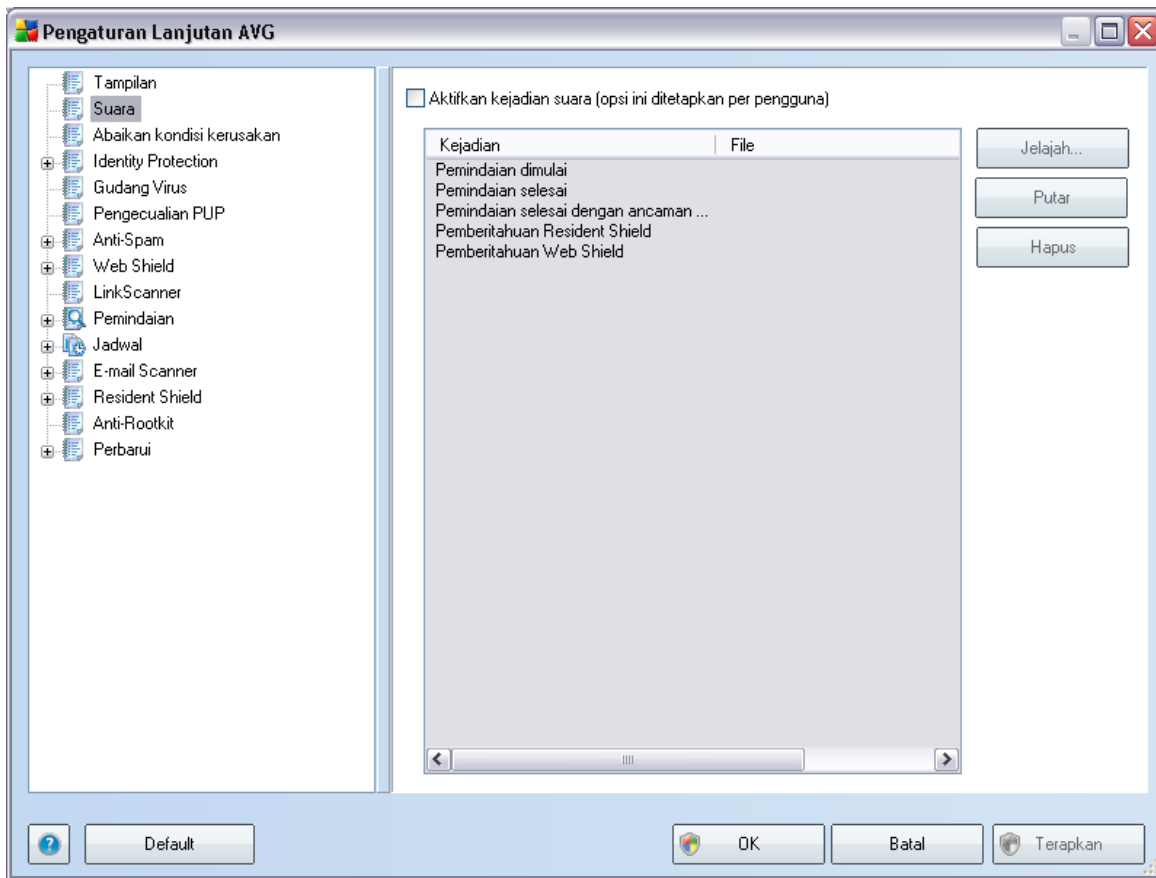 Pengaturan Lanjutan AVG
Tampilan
Suara
Abaikan kondisi kerusakan
Identity Protection
Gudang Virus
Pengecualian PUP
Anti-Spam
Web Shield
LinkScanner
Pemindaian
Jadwal
E-mail Scanner
Resident Shield
Anti-Rootkit
Perbarui
Aktifkan kejadian suara (opsi ini ditetapkan per pengguna)
Kejadian File
Pemindaian dimulai
Pemindaian selesai
Pemindaian selesai dengan ancaman ...
Pemberitahuan Resident Shield
Pemberitahuan Web Shield
Jelajah...
Putar
Hapus
? Default OK Batal Terapkan